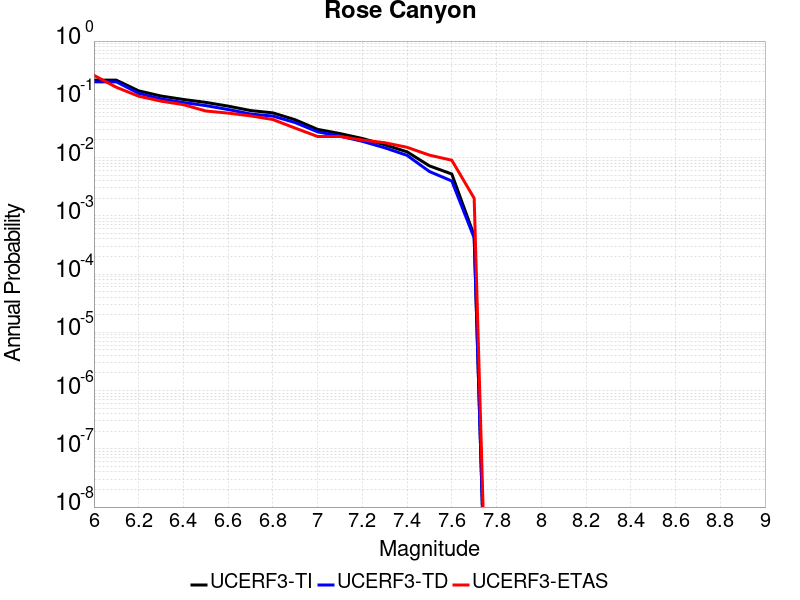 Rose Canyon
Annual Probability
10^0
10^-1
10^-2
10^-3
10^-4
10^-5
10^-6
10^-7
10^-8
6 6.2 6.4 6.6 6.8 7 7.2 7.4 7.6 7.8 8 8.2 8.4 8.6 8.8 9
Magnitude
UCERF3-TI UCERF3-TD UCERF3-ETAS